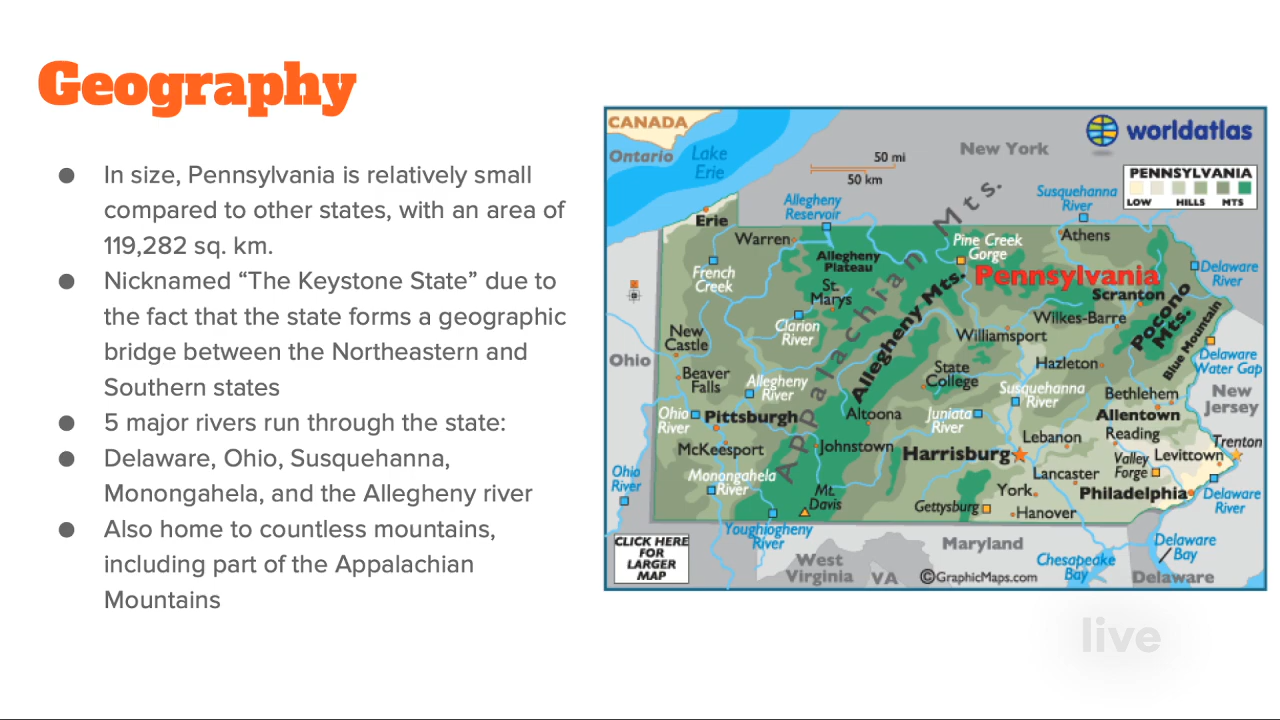 Geography
● In size, Pennsylvania is relatively small
compared to other states, with an area of
119,282 sq. km.
● Nicknamed “The Keystone State” due to
the fact that the state forms a geographic
bridge between the Northeastern and
Southern states
● 5 major rivers run through the state:
● Delaware, Ohio, Susquehanna,
Monongahela, and the Allegheny river
● Also home to countless mountains,
including part of the Appalachian
Mountains
CANADA
Ontario
Lake
Erie
50 mi
50 km
New York
worldatlas
PENNSYLVANIA
LOW HILLS MTS
Susquehanna
River
Allegheny
Reservoir
Erie
Warren
Athens
Pine Creek
Gorge
Allegheny
Plateau
French
Creek
St.
Marys
Pennsylvania
Delaware
River
Scranton
Appalachian Mts.
Allegheny Mts.
Pocono
Mts.
Blue Mountain
Clarion
River
Wilkes-Barre
Williamsport
New
Castle
Ohio
Beaver
Falls
Allegheny
River
State
College
Hazleton
Delaware
Water Gap
Susquehanna
River
Bethlehem
New
Jersey
Ohio
River
Pittsburgh
Altoona
Juniata
River
Allentown
Reading
McKeesport
Johnstown
Harrisburg
Lebanon
Valley
Forge
Levittown
Trenton
Ohio
River
Monongahela
River
Mt.
Davis
Lancaster
York
Philadelphia
Delaware
River
Gettysburg
Hanover
Youghiogheny
River
CLICK HERE
FOR
LARGER
MAP
West
Virginia
VA
Maryland
©GraphicMaps.com
Chesapeake
Bay
Delaware
Bay
Delaware
live